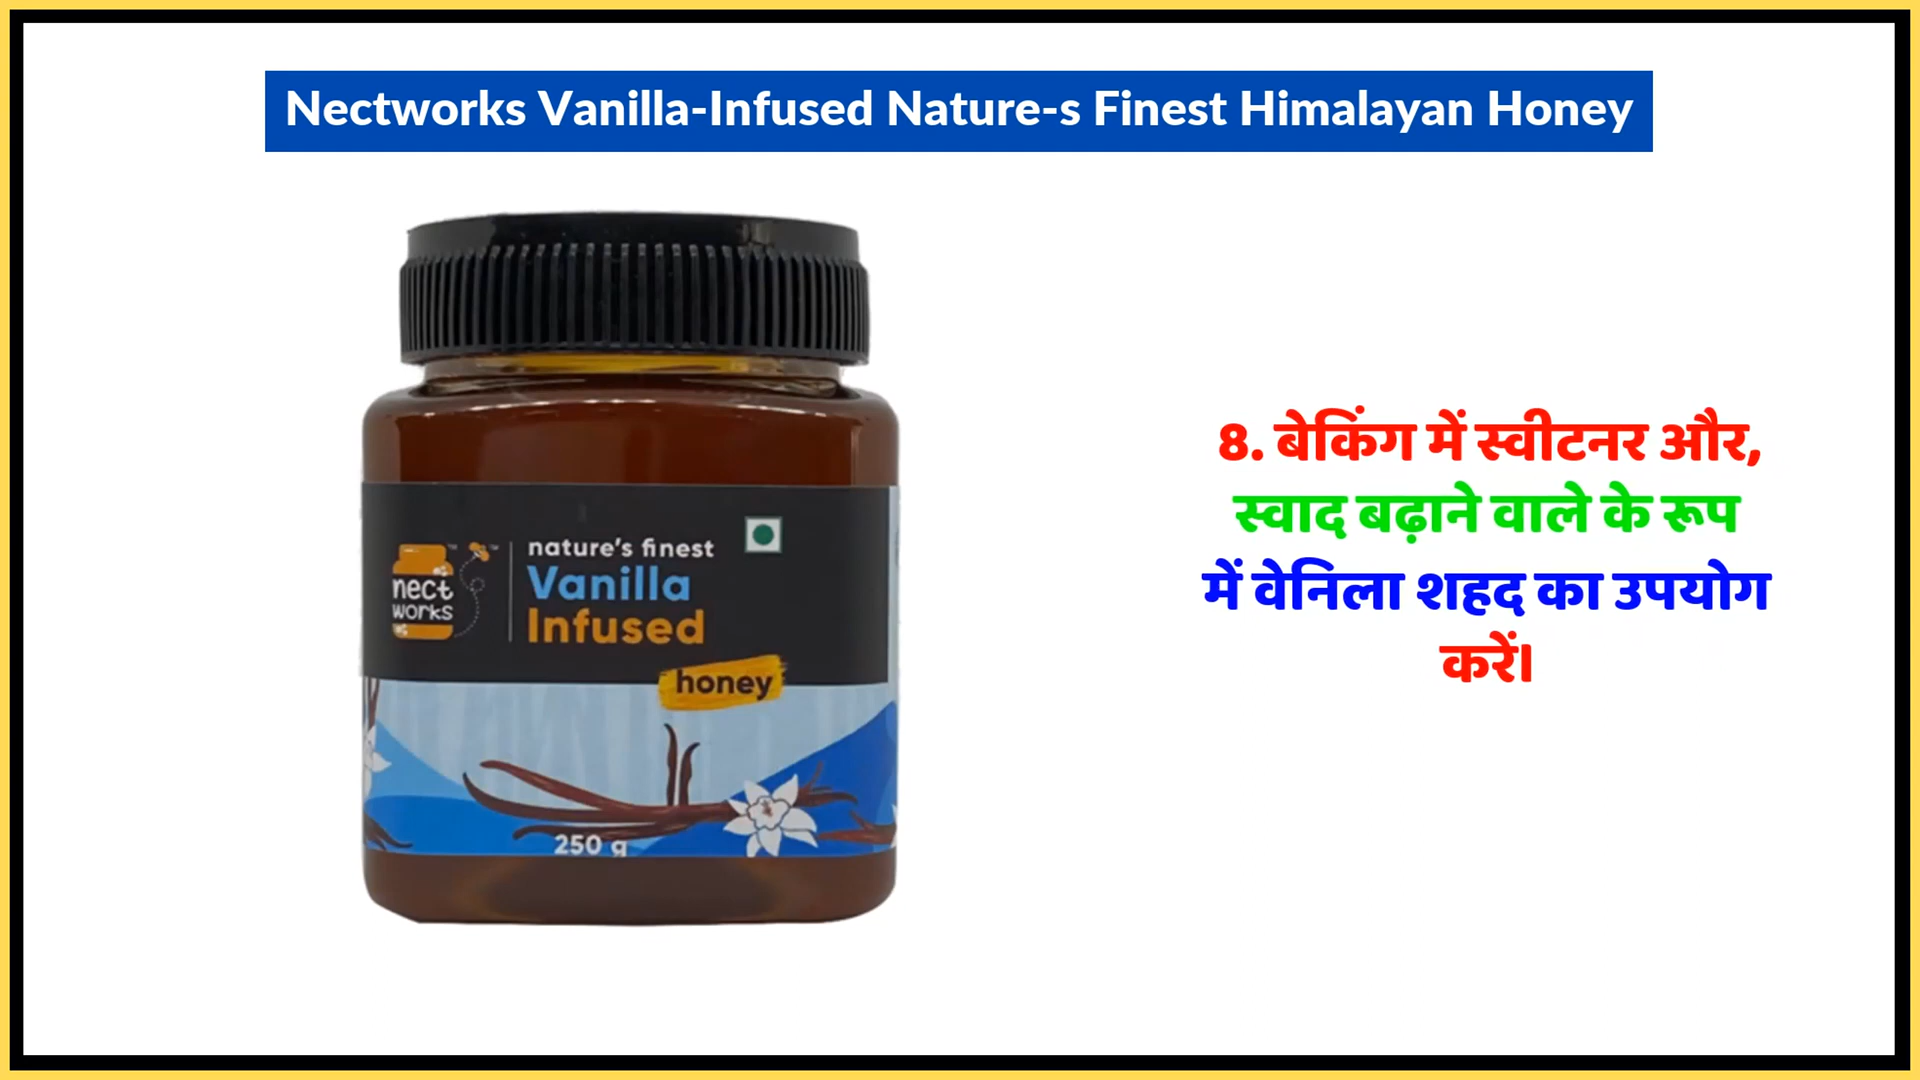 Nectworks Vanilla-Infused Nature-s Finest Himalayan Honey
nect
works
nature's finest
Vanilla
Infused
honey
250 g
8. बेकिंग में स्वीटनर और,
स्वाद बढ़ाने वाले के रूप
में वेनिला शहद का उपयोग
करें।